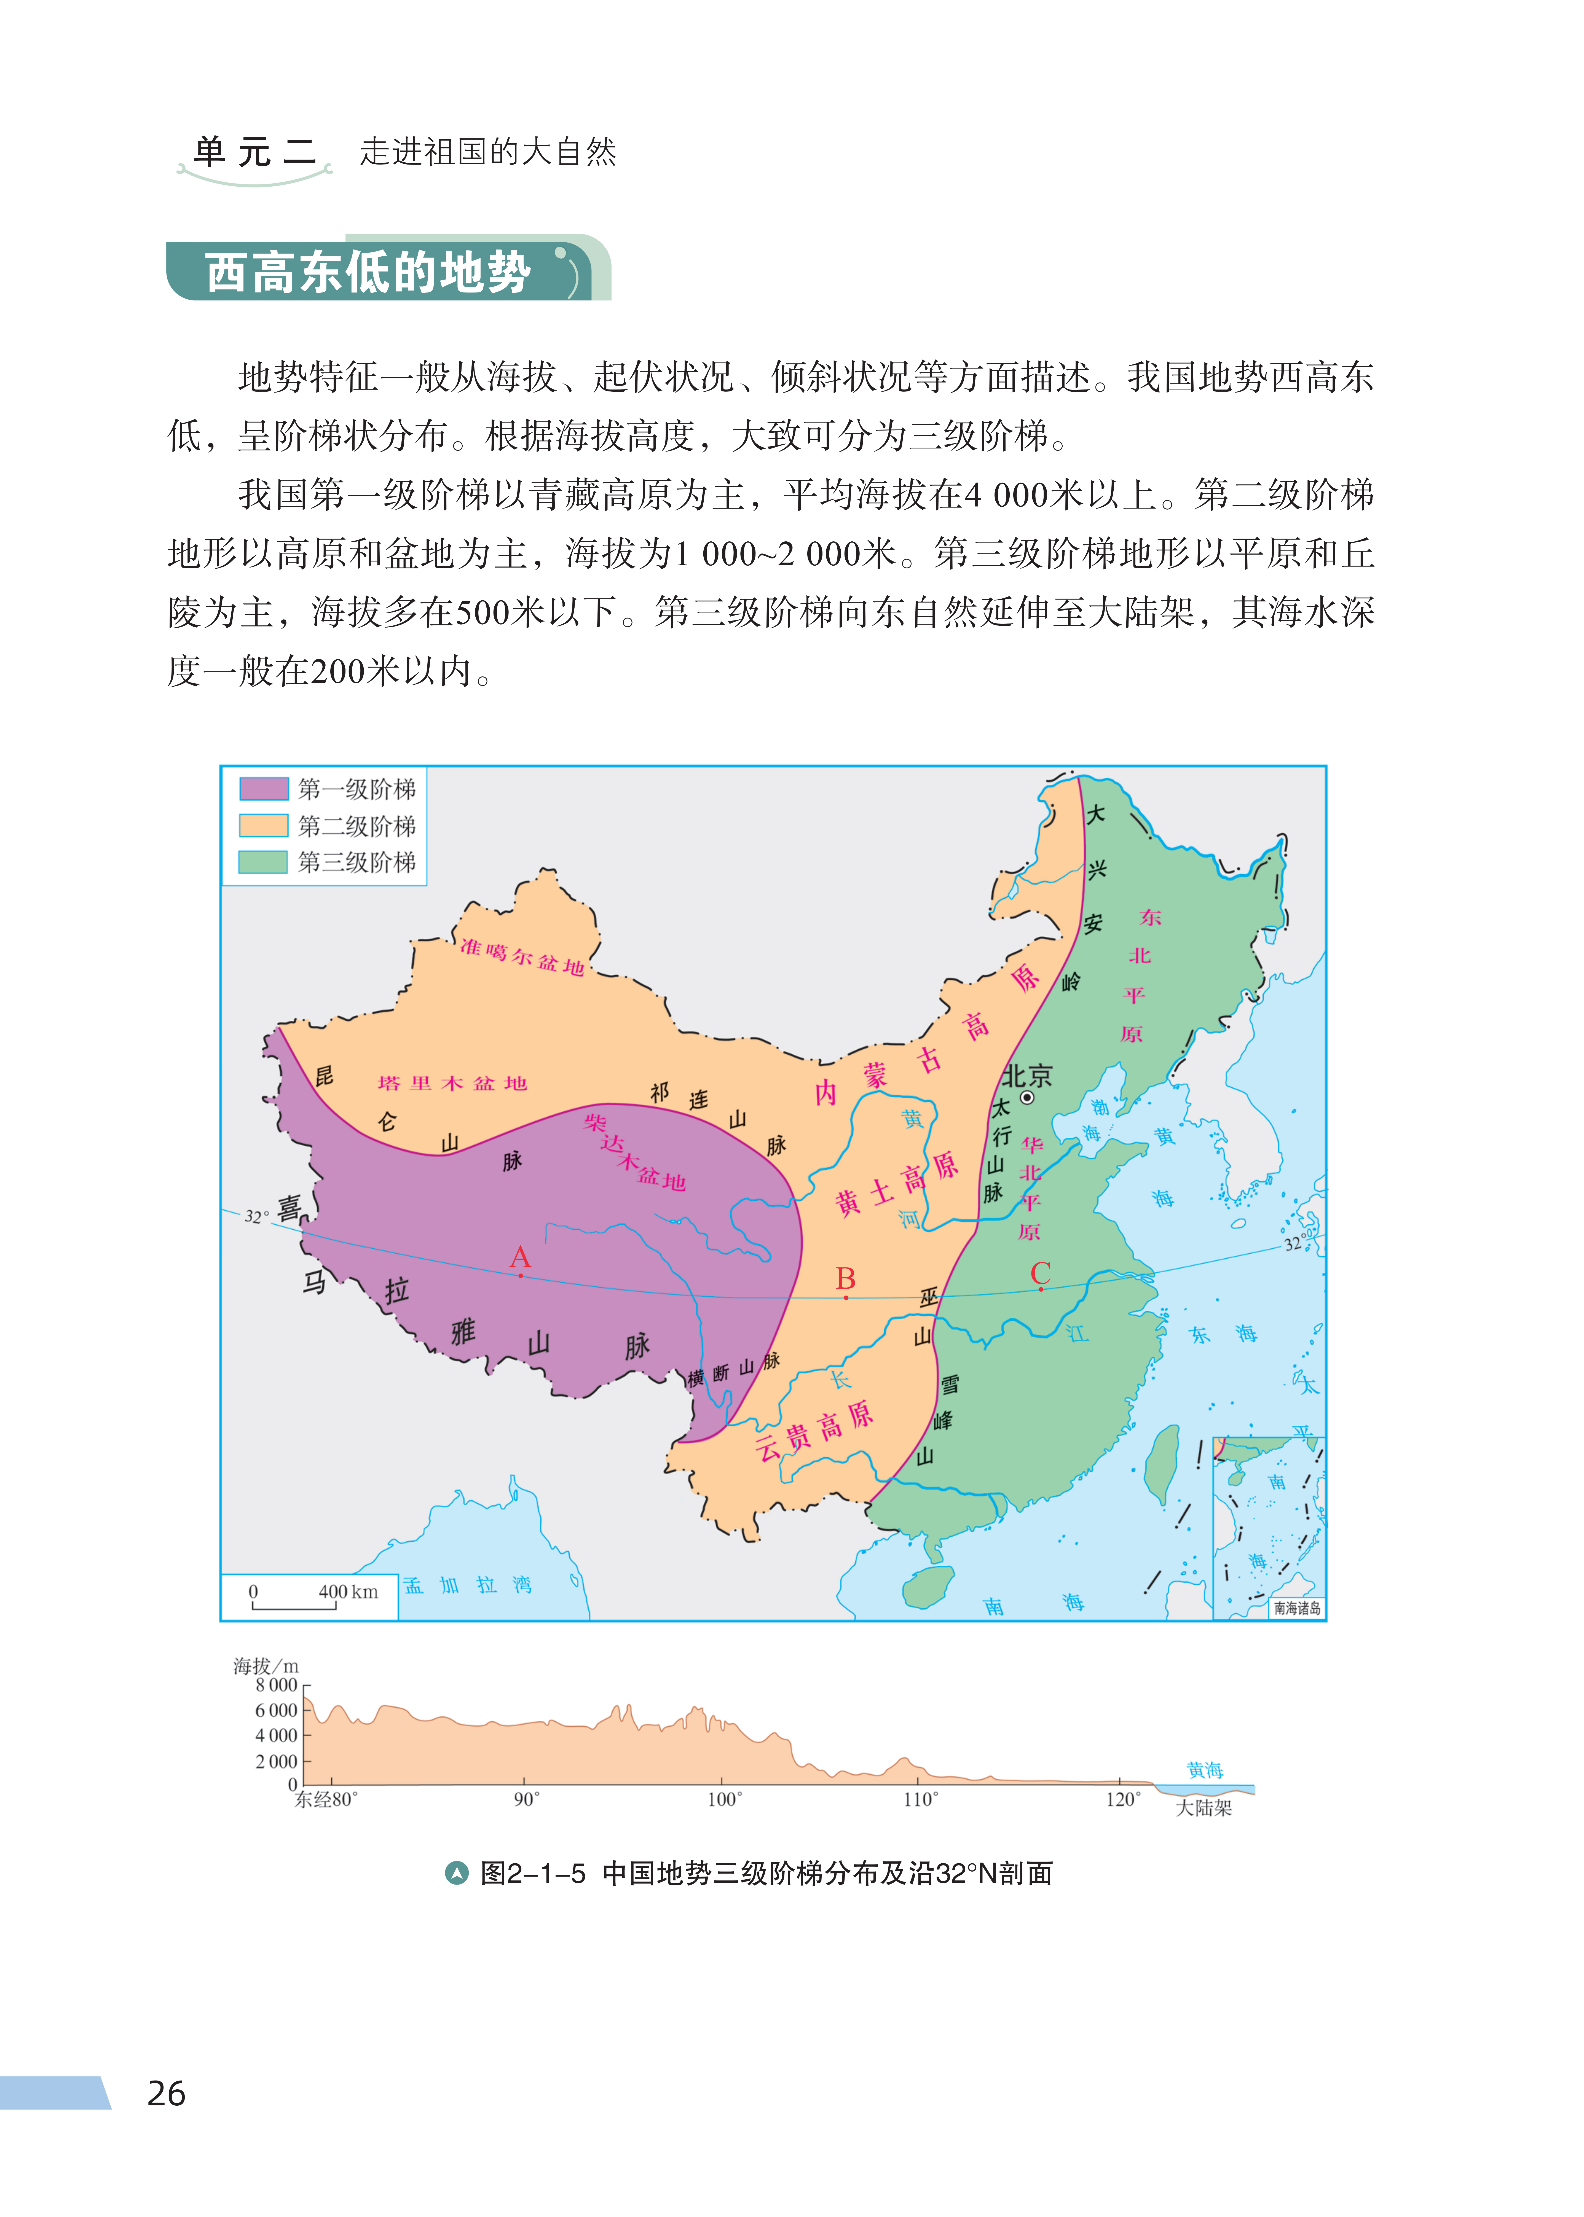 单元二 走进祖国的大自然
西高东低的地势
地势特征一般从海拔、起伏状况、倾斜状况等方面描述。我国地势西高东
低，呈阶梯状分布。根据海拔高度，大致可分为三级阶梯。
我国第一级阶梯以青藏高原为主，平均海拔在4 000米以上。第二级阶梯
地形以高原和盆地为主，海拔为1 000~2 000米。第三级阶梯地形以平原和丘
陵为主，海拔多在500米以下。第三级阶梯向东自然延伸至大陆架，其海水深
度一般在200米以内。
第一级阶梯
第二级阶梯
第三级阶梯
大兴安岭
东北平原
准噶尔盆地
内蒙古高原
昆仑山脉
塔里木盆地
祁连山脉
柴达木盆地
北京
太行山脉
华北平原
渤海
黄海
黄河
黄土高原
32°
32°
喜马拉雅山脉
A
B
C
巫山
长江
东海
太平
横断山脉
雪峰山
云贵高原
孟加拉湾
南海
南海
南海诸岛
0 400 km
海拔/m
8 000
6 000
4 000
2 000
0
东经80° 90° 100° 110° 120°
黄海
大陆架
图2-1-5 中国地势三级阶梯分布及沿32°N剖面
26